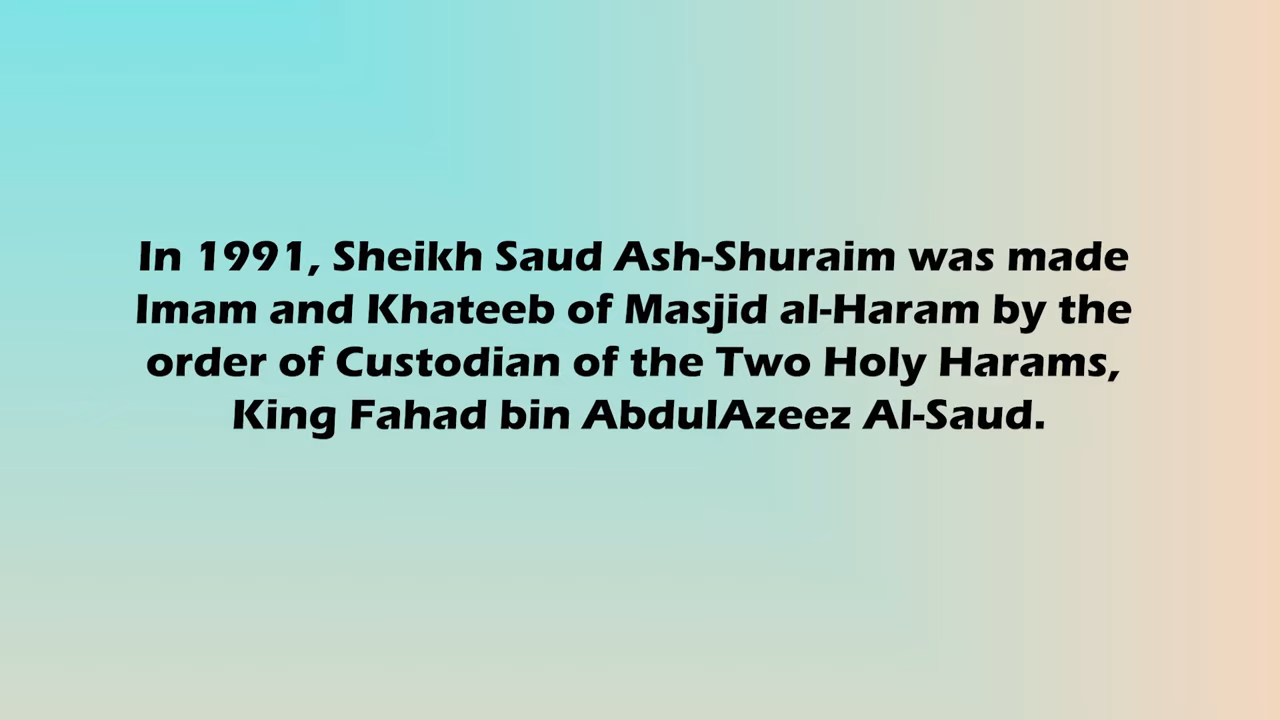 In 1991, Sheikh Saud Ash-Shuraim was made
Imam and Khateeb of Masjid al-Haram by the
order of Custodian of the Two Holy Harams,
King Fahad bin AbdulAzeez Al-Saud.